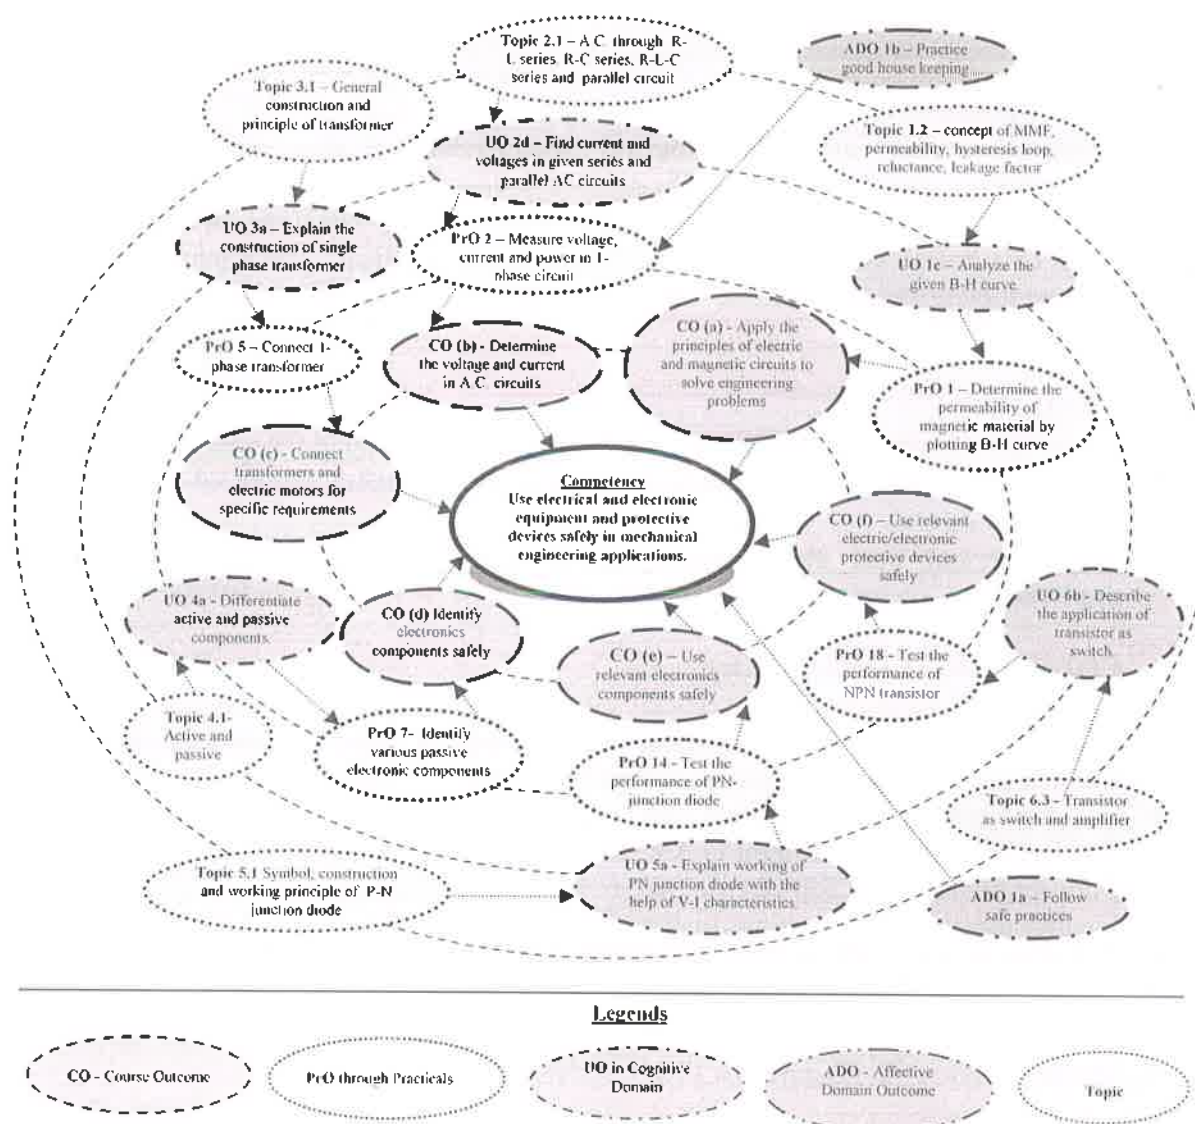 Topic 2.1 – A.C. through R-
L series, R-C series, R-L-C
series and parallel circuit
ADO 1b – Practice
good house keeping
Topic 3.1 – General
construction and
principle of transformer
Topic 1.2 – concept of MMF,
permeability, hysteresis loop,
reluctance, leakage factor
UO 2d – Find current and
voltages in given series and
parallel AC circuits
UO 3a – Explain the
construction of single
phase transformer
PrO 2 – Measure voltage,
current and power in 1-
phase circuit
UO 1c – Analyze the
given B-H curve
PrO 5 – Connect 1-
phase transformer
CO (b) - Determine
the voltage and current
in A.C. circuits
CO (a) - Apply the
principles of electric
and magnetic circuits to
solve engineering
problems
PrO 1 – Determine the
permeability of
magnetic material by
plotting B-H curve
CO (c) - Connect
transformers and
electric motors for
specific requirements
Competency
Use electrical and electronic
equipment and protective
devices safely in mechanical
engineering applications.
CO (f) – Use relevant
electric/electronic
protective devices
safely
UO 4a - Differentiate
active and passive
components.
CO (d) Identify
electronics
components safely
CO (e) – Use
relevant electronics
components safely
PrO 18 - Test the
performance of
NPN transistor
UO 6b - Describe
the application of
transistor as
switch
Topic 4.1-
Active and
passive
PrO 7- Identify
various passive
electronic components
PrO 14 - Test the
performance of PN-
junction diode
Topic 6.3 - Transistor
as switch and amplifier
Topic 5.1 Symbol, construction
and working principle of P-N
junction diode
UO 5a - Explain working of
PN junction diode with the
help of V-I characteristics
ADO 1a – Follow
safe practices
Legends
CO - Course Outcome
PrO through Practicals
UO in Cognitive
Domain
ADO - Affective
Domain Outcome
Topic